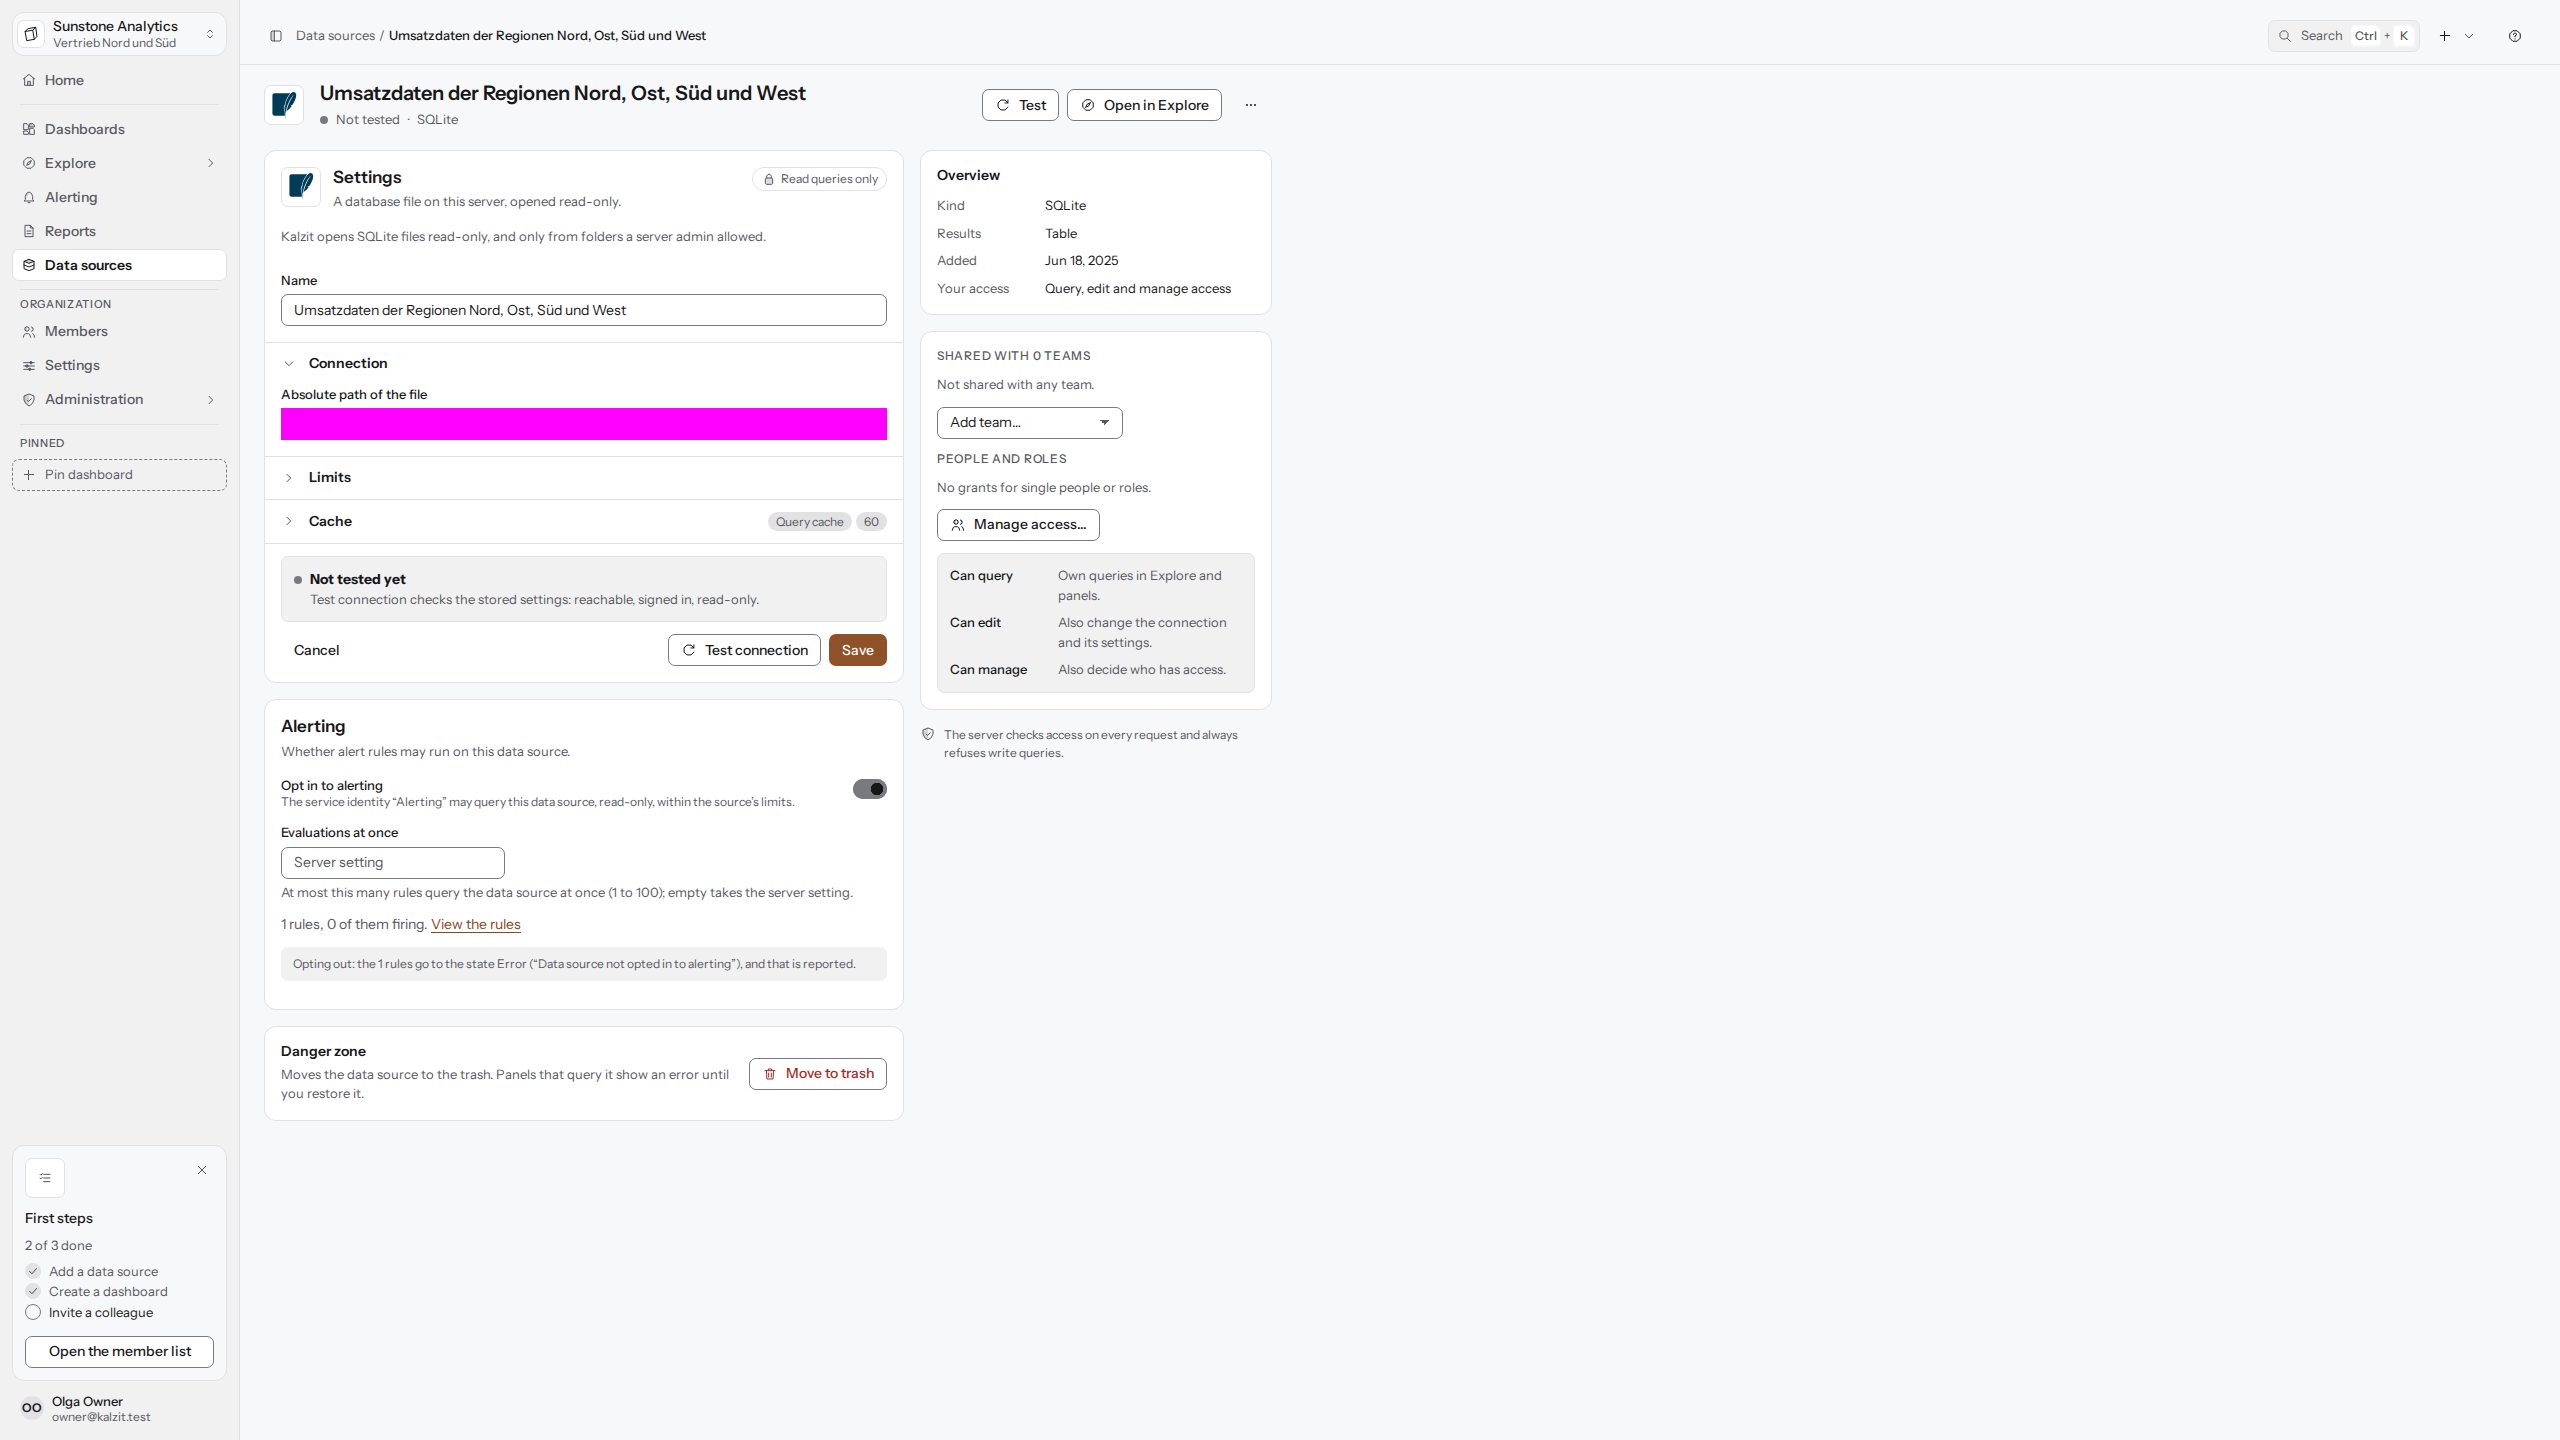 Sunstone Analytics
Vertrieb Nord und Süd
Home
Dashboards
Explore
Alerting
Reports
Data sources
ORGANIZATION
Members
Settings
Administration
PINNED
Pin dashboard
First steps
2 of 3 done
Add a data source
Create a dashboard
Invite a colleague
Open the member list
OO
Olga Owner
owner@kalzit.test
Data sources / Umsatzdaten der Regionen Nord, Ost, Süd und West
Search Ctrl + K
Umsatzdaten der Regionen Nord, Ost, Süd und West
Not tested · SQLite
Test
Open in Explore
Settings
Read queries only
A database file on this server, opened read-only.
Kalzit opens SQLite files read-only, and only from folders a server admin allowed.
Name
Umsatzdaten der Regionen Nord, Ost, Süd und West
Connection
Absolute path of the file
Limits
Cache
Query cache 60
Not tested yet
Test connection checks the stored settings: reachable, signed in, read-only.
Cancel
Test connection
Save
Alerting
Whether alert rules may run on this data source.
Opt in to alerting
The service identity “Alerting” may query this data source, read-only, within the source’s limits.
Evaluations at once
Server setting
At most this many rules query the data source at once (1 to 100); empty takes the server setting.
1 rules, 0 of them firing. View the rules
Opting out: the 1 rules go to the state Error (“Data source not opted in to alerting”), and that is reported.
Danger zone
Moves the data source to the trash. Panels that query it show an error until
you restore it.
Move to trash
Overview
Kind SQLite
Results Table
Added Jun 18, 2025
Your access Query, edit and manage access
SHARED WITH 0 TEAMS
Not shared with any team.
Add team...
PEOPLE AND ROLES
No grants for single people or roles.
Manage access...
Can query Own queries in Explore and
panels.
Can edit Also change the connection
and its settings.
Can manage Also decide who has access.
The server checks access on every request and always
refuses write queries.